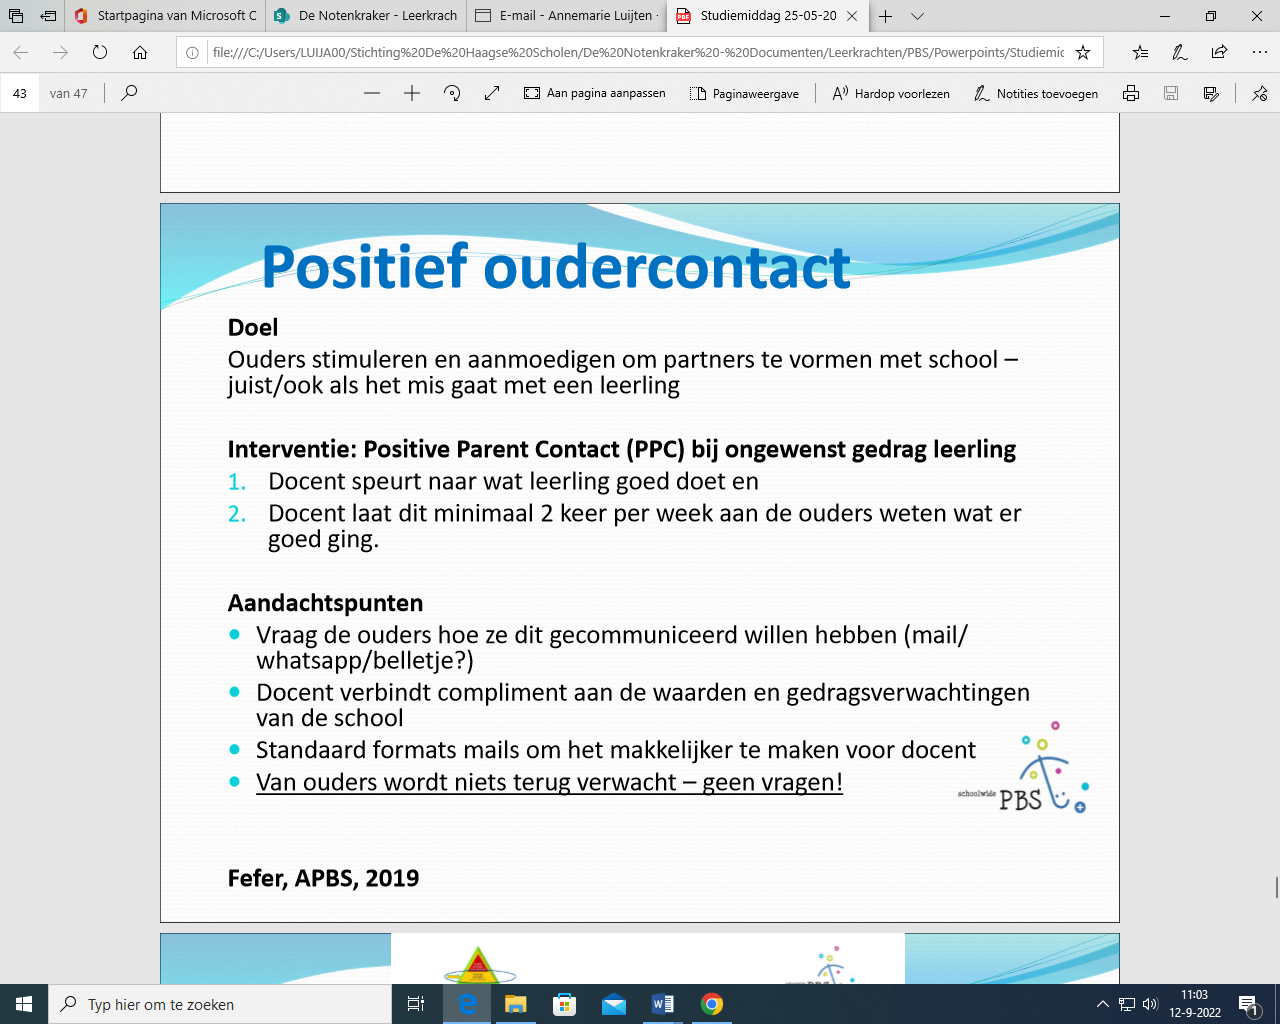 Startpagina van Microsoft O
De Notenkraker - Leerkrach
E-mail - Annemarie Luijten
Studiemiddag 25-05-20
file:///C:/Users/LUIJA00/Stichting%20De%20Haagse%20Scholen/De%20Notenkraker%20-%20Documenten/Leerkrachten/PBS/Powerpoints/Studiemic
43 van 47
Aan pagina aanpassen
Paginaweergave
Hardop voorlezen
Notities toevoegen
Positief oudercontact
Doel
Ouders stimuleren en aanmoedigen om partners te vormen met school –
juist/ook als het mis gaat met een leerling
Interventie: Positive Parent Contact (PPC) bij ongewenst gedrag leerling
1. Docent speurt naar wat leerling goed doet en
2. Docent laat dit minimaal 2 keer per week aan de ouders weten wat er
goed ging.
Aandachtspunten
• Vraag de ouders hoe ze dit gecommuniceerd willen hebben (mail/
whatsapp/belletje?)
• Docent verbindt compliment aan de waarden en gedragsverwachtingen
van de school
• Standaard formats mails om het makkelijker te maken voor docent
• Van ouders wordt niets terug verwacht – geen vragen!
schoolwide PBS
Fefer, APBS, 2019
Typ hier om te zoeken
11:03
12-9-2022
1